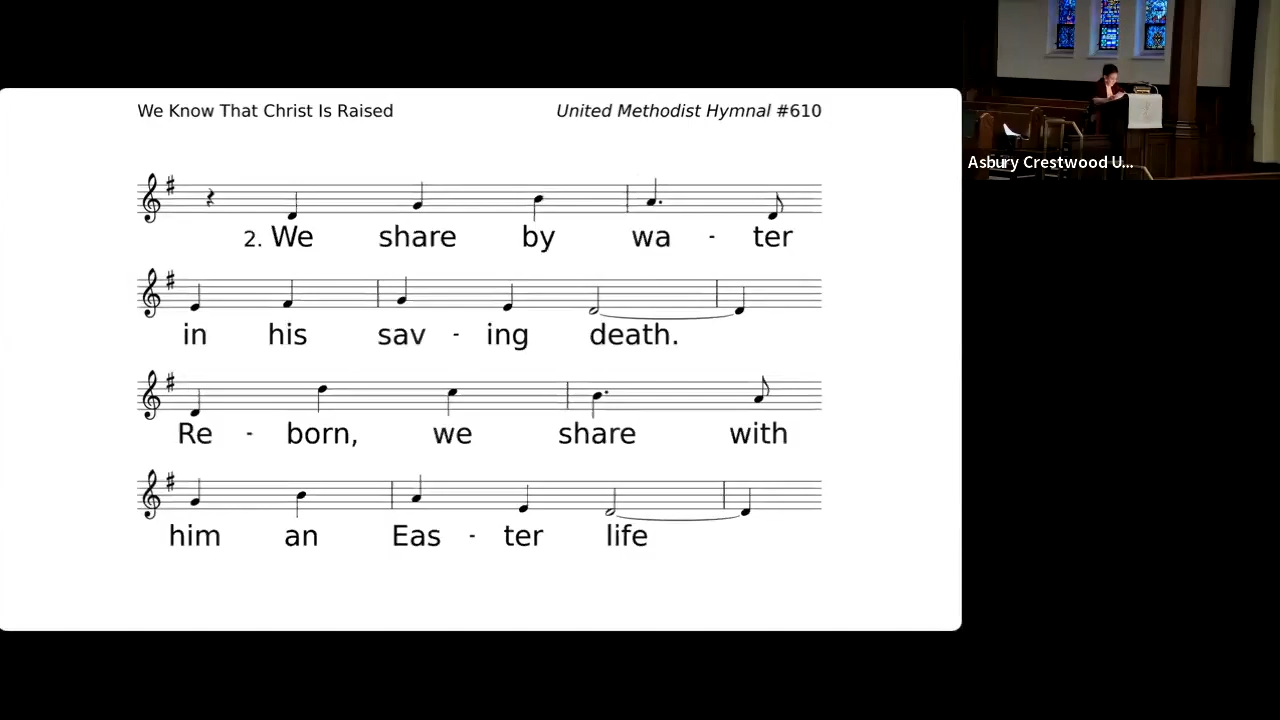 We Know That Christ Is Raised
United Methodist Hymnal #610
2. We share by wa - ter
in his sav - ing death.
Re - born, we share with
him an Eas - ter life
Asbury Crestwood U...